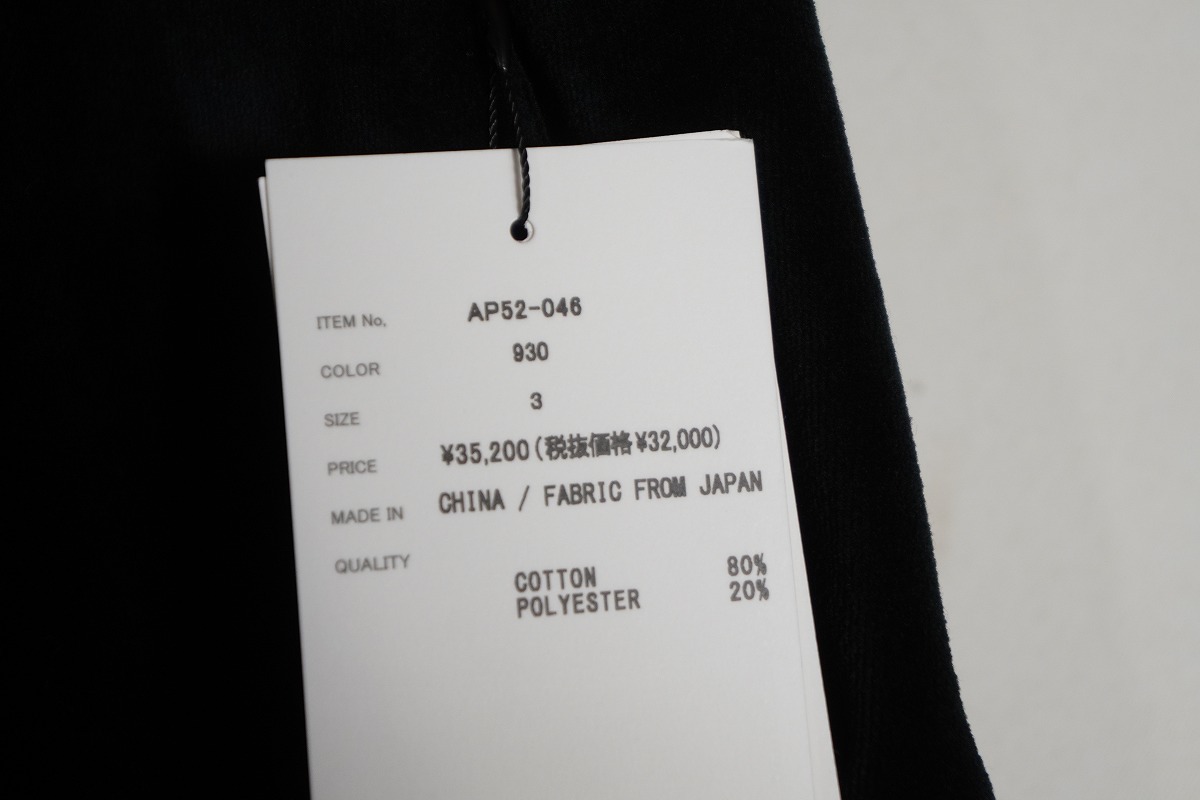 ITEM No. AP52-046
COLOR 930
SIZE 3
PRICE ¥35,200(税抜価格¥32,000)
MADE IN CHINA / FABRIC FROM JAPAN
QUALITY
COTTON 80%
POLYESTER 20%